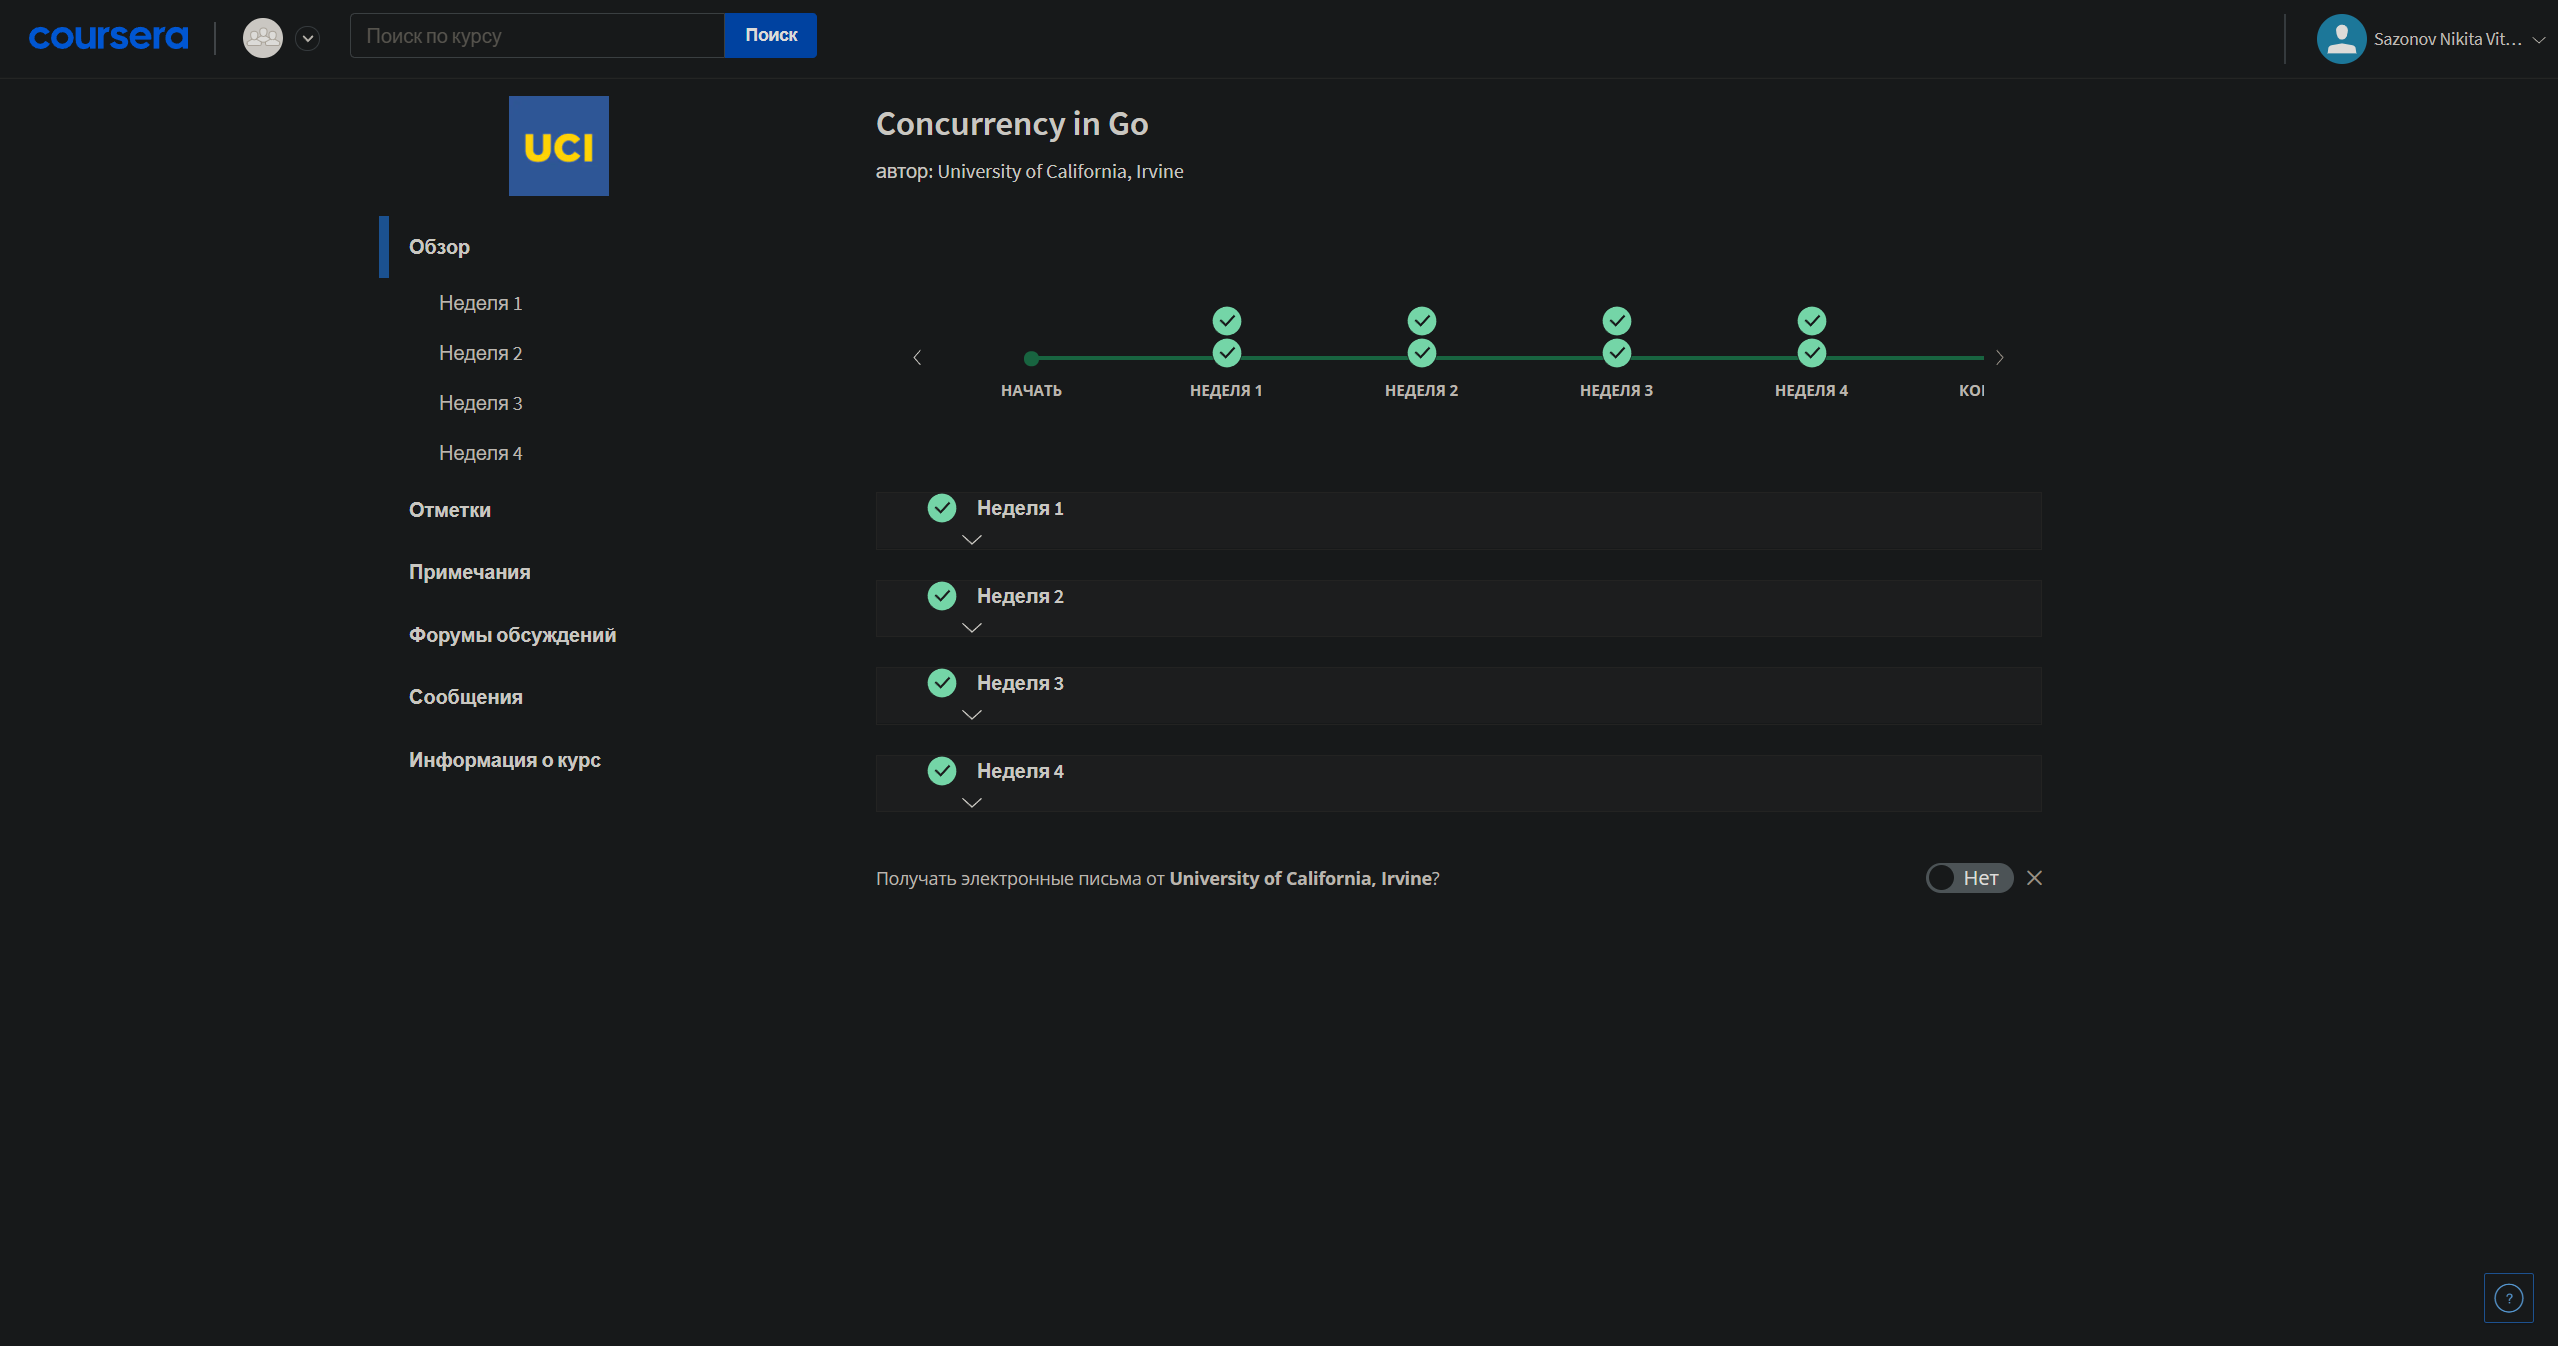 coursera
Поиск по курсу
Поиск
Sazonov Nikita Vit...
UCI
Обзор
Неделя 1
Неделя 2
Неделя 3
Неделя 4
Отметки
Примечания
Форумы обсуждений
Сообщения
Информация о курс
Concurrency in Go
автор: University of California, Irvine
НАЧАТЬ
НЕДЕЛЯ 1
НЕДЕЛЯ 2
НЕДЕЛЯ 3
НЕДЕЛЯ 4
Неделя 1
Неделя 2
Неделя 3
Неделя 4
Получать электронные письма от University of California, Irvine?
Нет
?